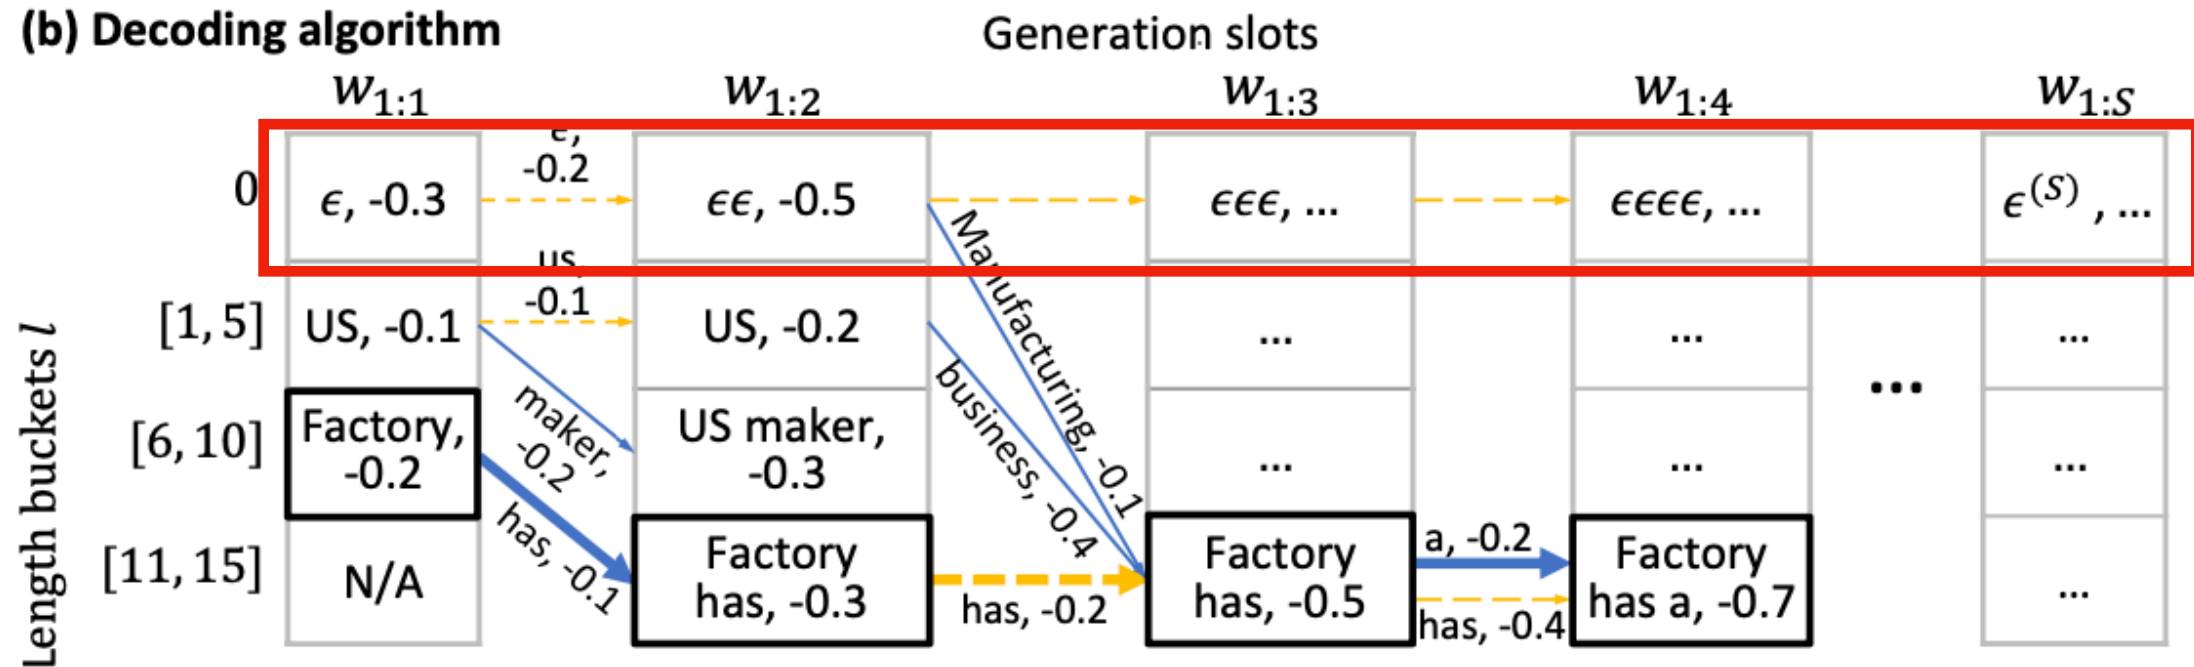 (b) Decoding algorithm
Generation slots
w1:1 w1:2 w1:3 w1:4 w1:S
0
ϵ, -0.3
ϵ,
-0.2
ϵϵ, -0.5
ϵϵϵ, ...
ϵϵϵϵ, ...
ϵ(S) , ...
Length buckets l
[1, 5]
US, -0.1
us,
-0.1
US, -0.2
...
...
...
...
[6, 10]
Factory,
-0.2
maker,
-0.2
US maker,
-0.3
business, -0.4
Manufacturing, -0.1
...
...
...
[11, 15]
N/A
has, -0.1
Factory
has, -0.3
has, -0.2
Factory
has, -0.5
a, -0.2
has, -0.4
Factory
has a, -0.7
...